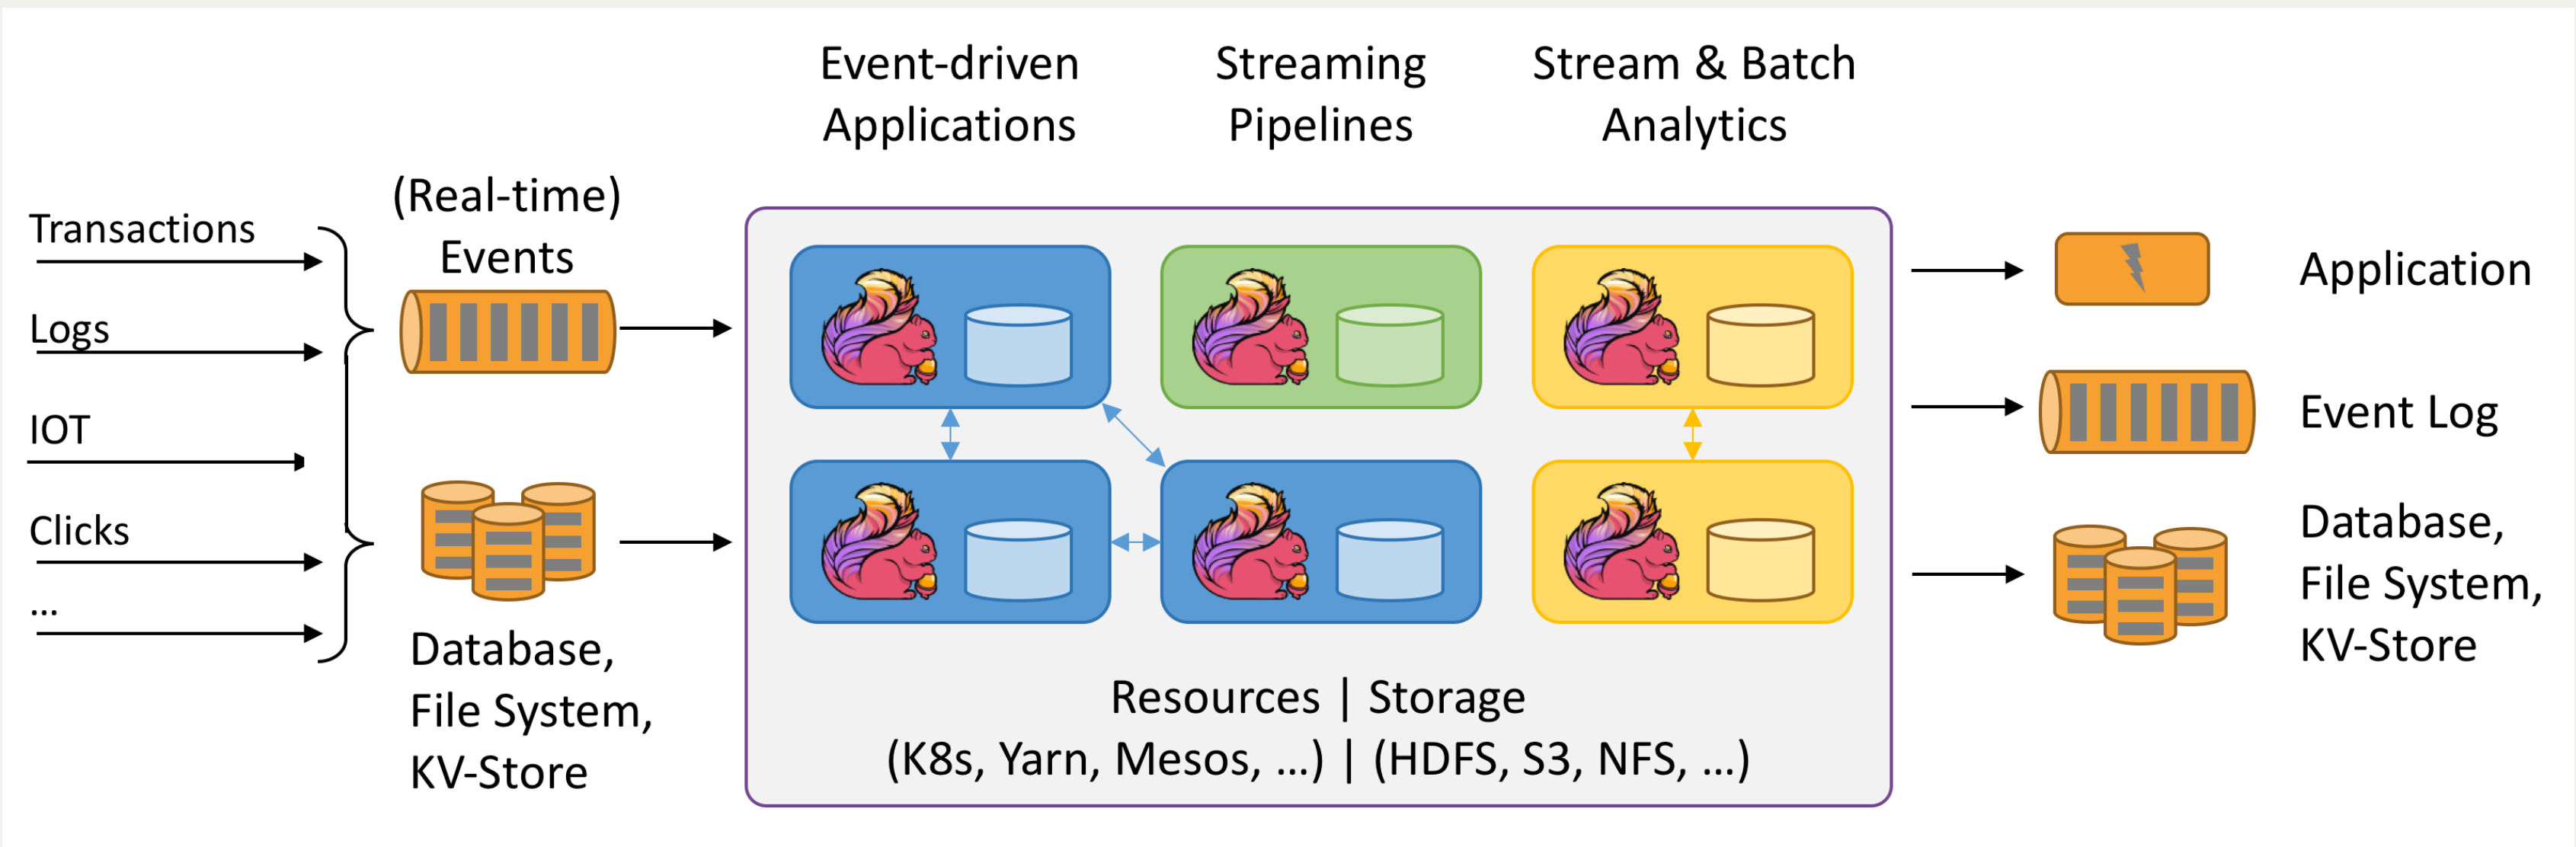 Event-driven
Applications
Streaming
Pipelines
Stream & Batch
Analytics
Transactions
Logs
IOT
Clicks
...
(Real-time)
Events
Database,
File System,
KV-Store
Resources | Storage
(K8s, Yarn, Mesos, ...) | (HDFS, S3, NFS, ...)
Application
Event Log
Database,
File System,
KV-Store